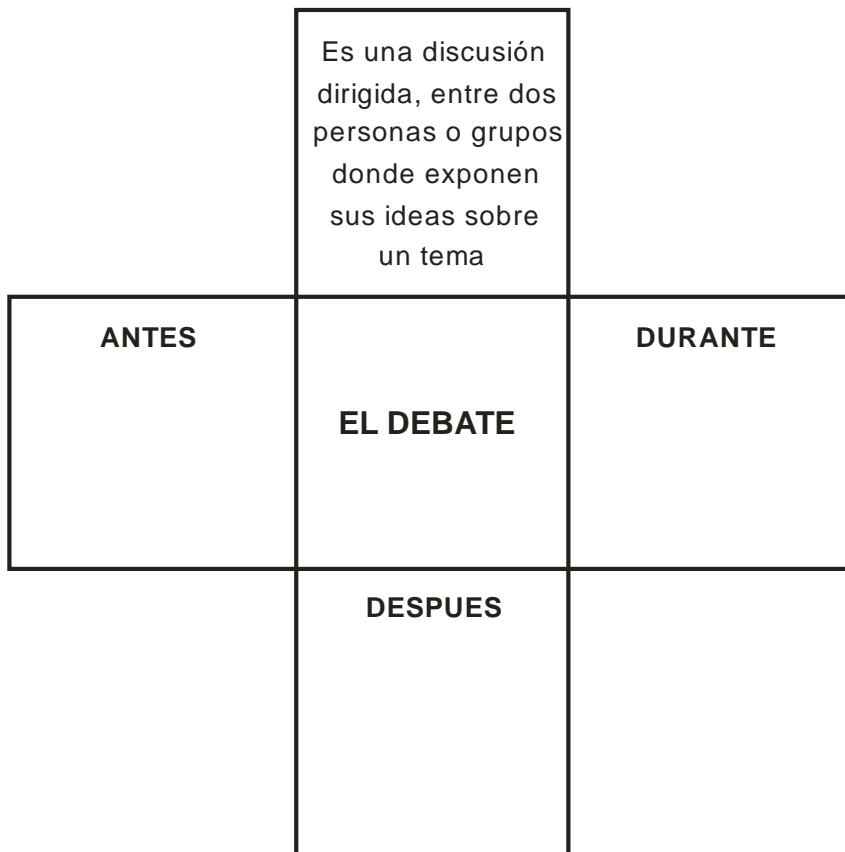 Es una discusión
dirigida, entre dos
personas o grupos
donde exponen
sus ideas sobre
un tema
ANTES
DURANTE
EL DEBATE
DESPUES